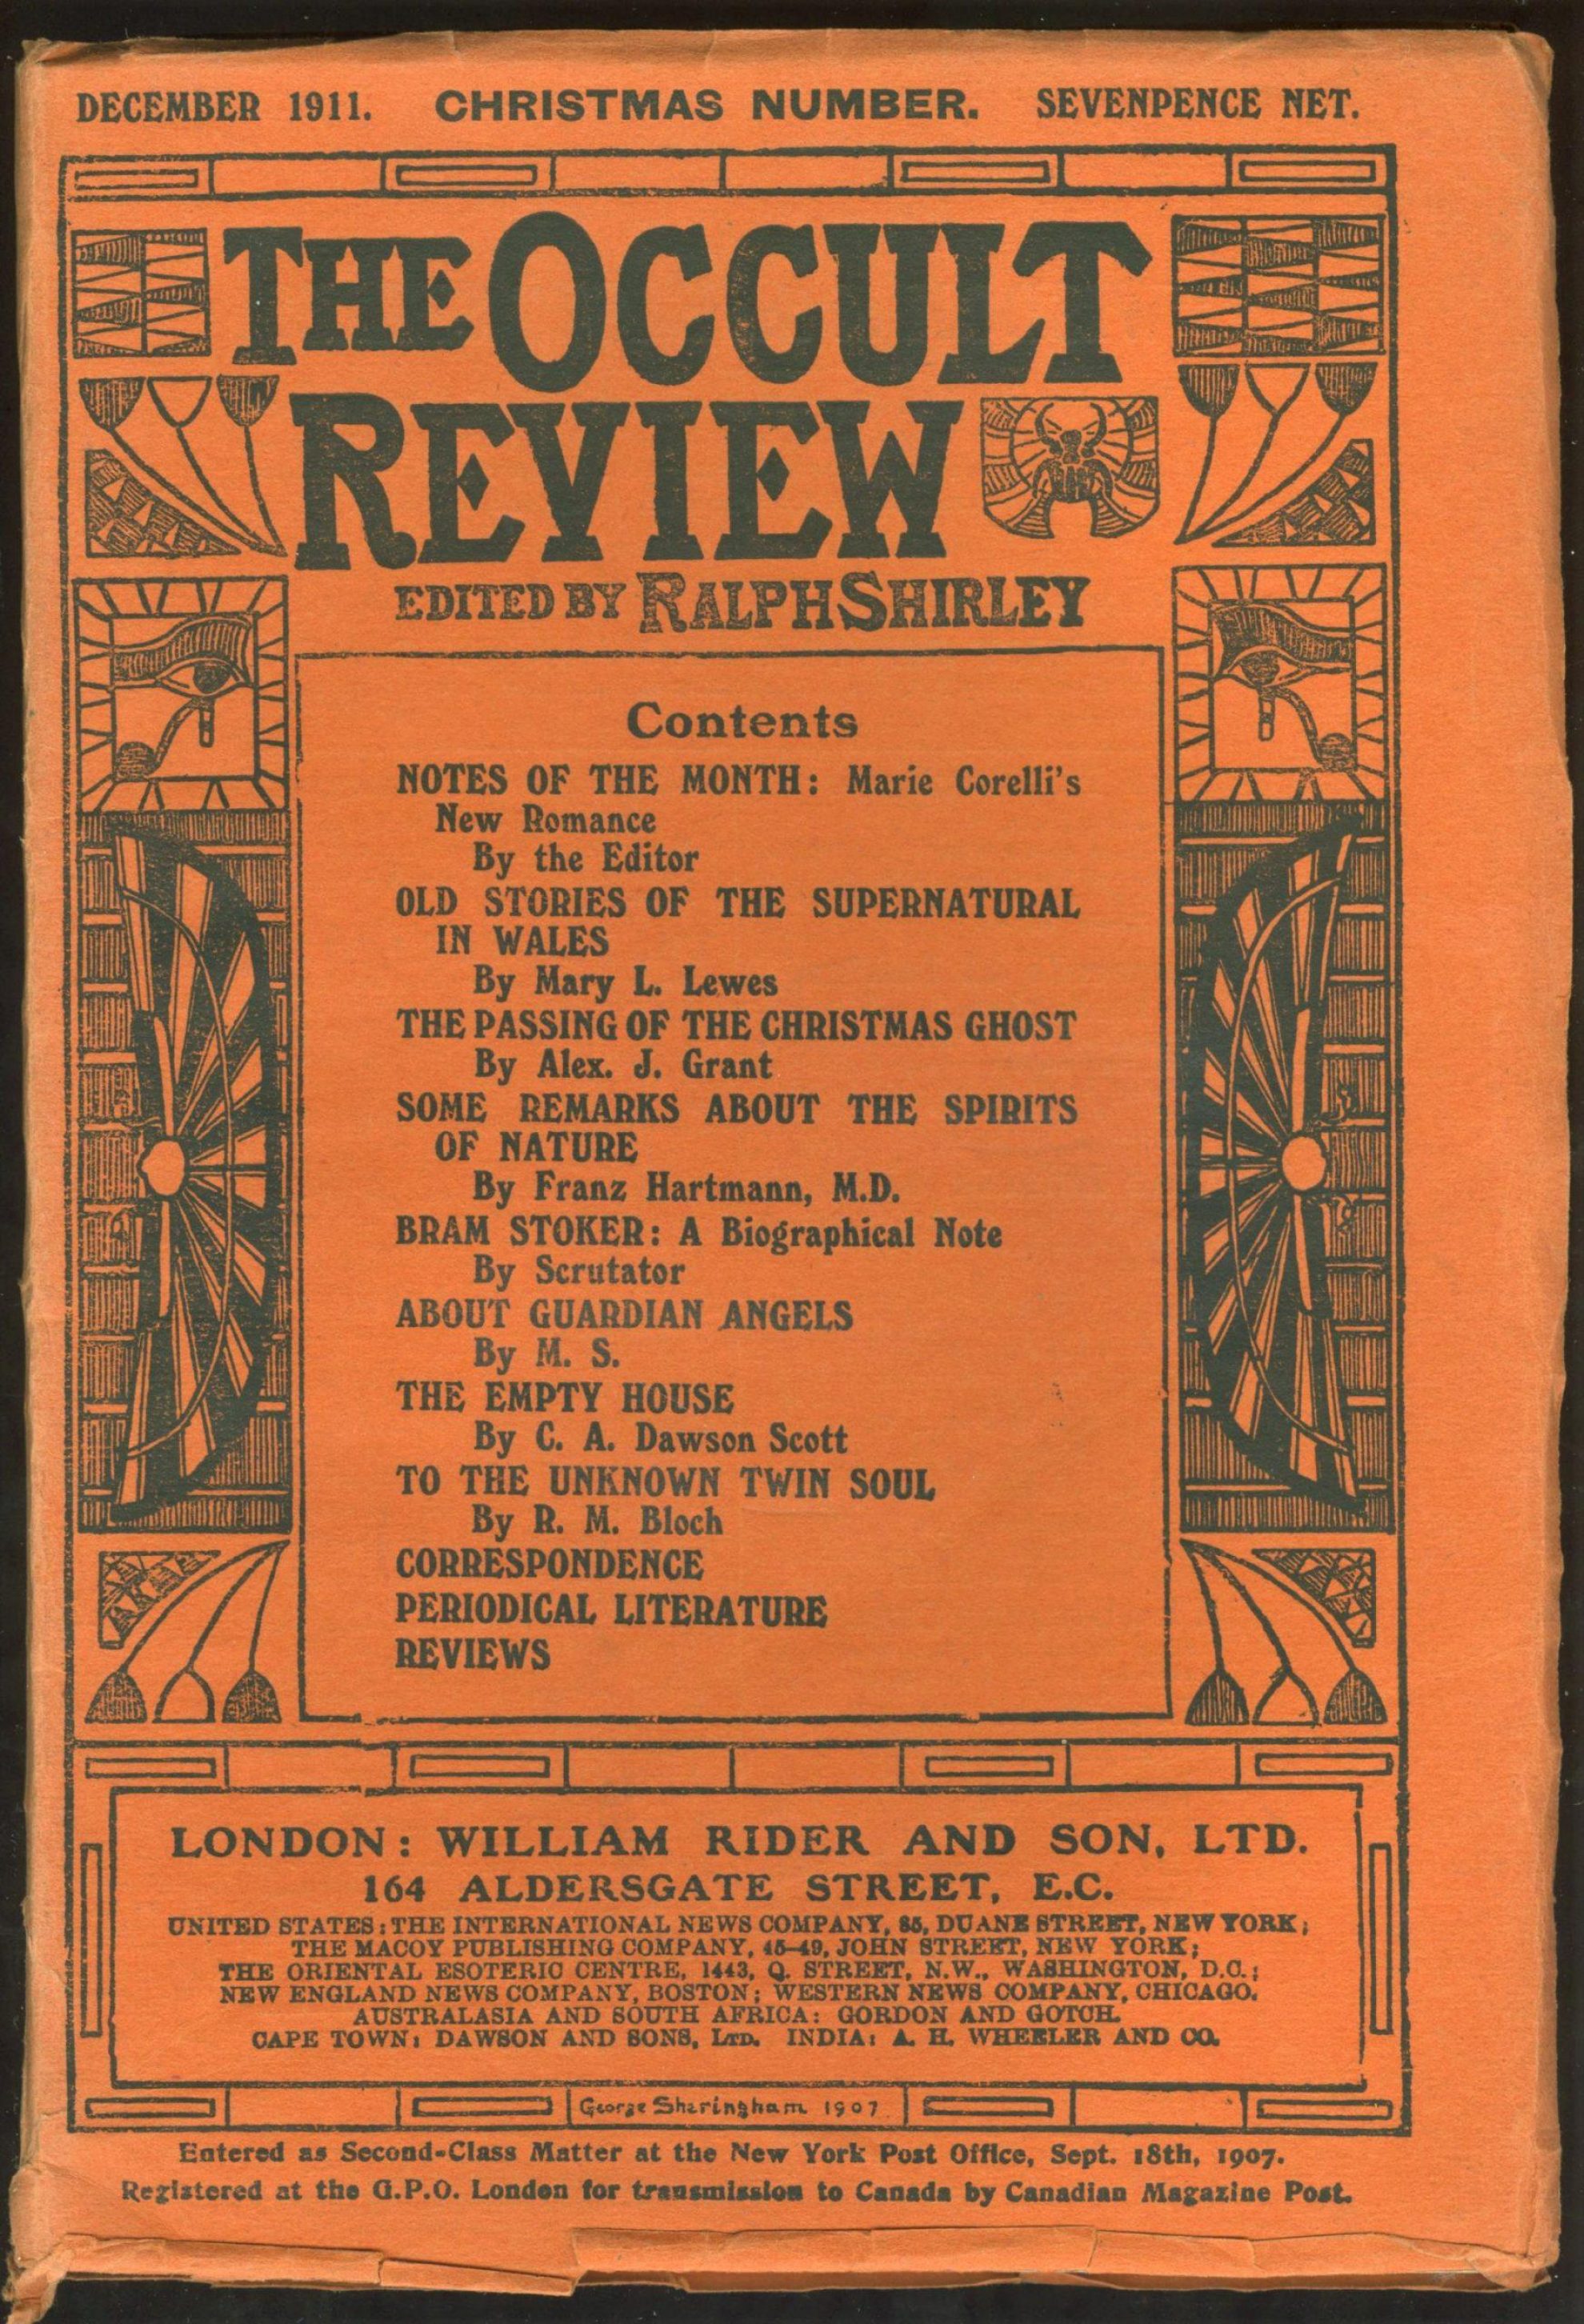 DECEMBER 1911. CHRISTMAS NUMBER. SEVENPENCE NET.
THE OCCULT
REVIEW
EDITED BY RALPH SHIRLEY
Contents
NOTES OF THE MONTH: Marie Corelli's
New Romance
By the Editor
OLD STORIES OF THE SUPERNATURAL
IN WALES
By Mary L. Lewes
THE PASSING OF THE CHRISTMAS GHOST
By Alex. J. Grant
SOME REMARKS ABOUT THE SPIRITS
OF NATURE
By Franz Hartmann, M.D.
BRAM STOKER: A Biographical Note
By Scrutator
ABOUT GUARDIAN ANGELS
By M. S.
THE EMPTY HOUSE
By C. A. Dawson Scott
TO THE UNKNOWN TWIN SOUL
By R. M. Bloch
CORRESPONDENCE
PERIODICAL LITERATURE
REVIEWS
LONDON: WILLIAM RIDER AND SON, LTD.
164 ALDERSGATE STREET, E.C.
UNITED STATES: THE INTERNATIONAL NEWS COMPANY, 85, DUANE STREET, NEW YORK;
THE MACOY PUBLISHING COMPANY, 45-49, JOHN STREET, NEW YORK;
THE ORIENTAL ESOTERIC CENTRE, 1443, Q. STREET, N.W., WASHINGTON, D.C.;
NEW ENGLAND NEWS COMPANY, BOSTON; WESTERN NEWS COMPANY, CHICAGO.
AUSTRALASIA AND SOUTH AFRICA: GORDON AND GOTCH.
CAPE TOWN: DAWSON AND SONS, LTD. INDIA: A. H. WHEELER AND CO.
George Sheringham 1907
Entered as Second-Class Matter at the New York Post Office, Sept. 18th, 1907.
Registered at the G.P.O. London for transmission to Canada by Canadian Magazine Post.